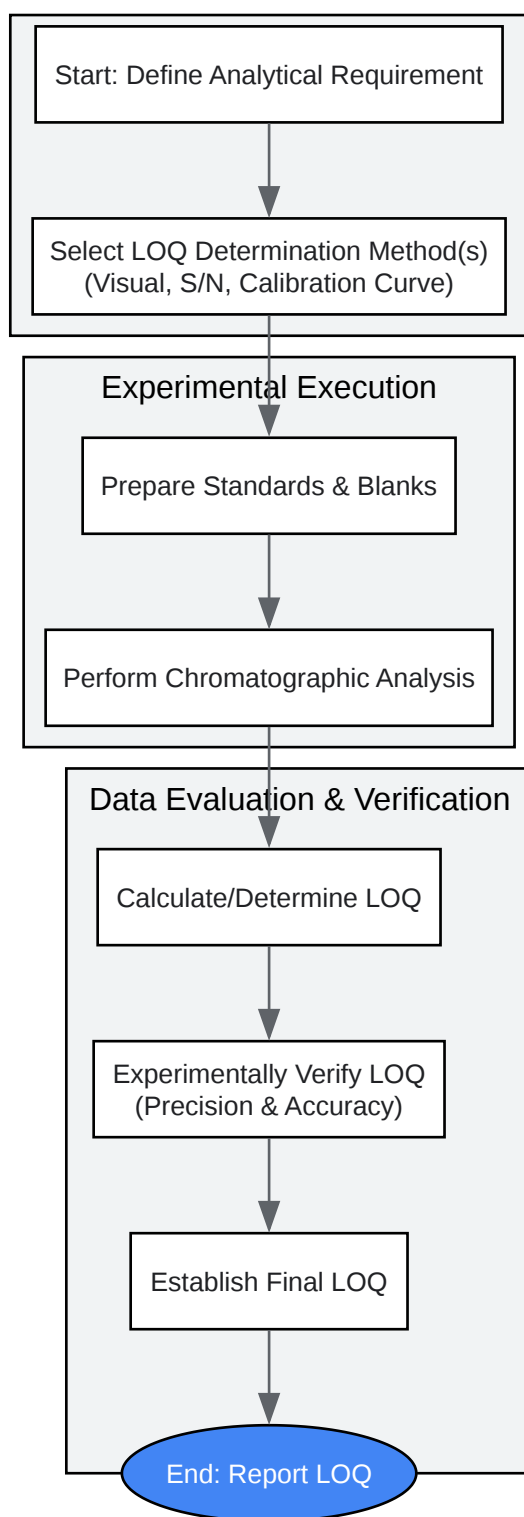 Start: Define Analytical Requirement
Select LOQ Determination Method(s)
(Visual, S/N, Calibration Curve)
Experimental Execution
Prepare Standards & Blanks
Perform Chromatographic Analysis
Data Evaluation & Verification
Calculate/Determine LOQ
Experimentally Verify LOQ
(Precision & Accuracy)
Establish Final LOQ
End: Report LOQ